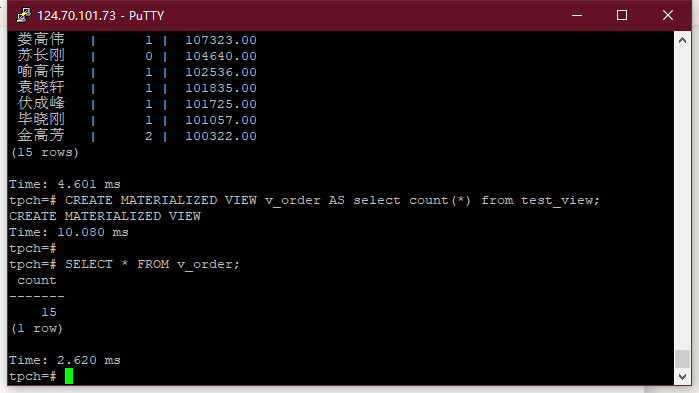 124.70.101.73 - PuTTY
娄高伟 | 1 | 107323.00
苏长刚 | 0 | 104640.00
喻高伟 | 1 | 102536.00
袁晓轩 | 1 | 101835.00
伏成峰 | 1 | 101725.00
毕晓刚 | 1 | 101057.00
金高芳 | 2 | 100322.00
(15 rows)
Time: 4.601 ms
tpch=# CREATE MATERIALIZED VIEW v_order AS select count(*) from test_view;
CREATE MATERIALIZED VIEW
Time: 10.080 ms
tpch=#
tpch=# SELECT * FROM v_order;
count
-------
15
(1 row)
Time: 2.620 ms
tpch=#